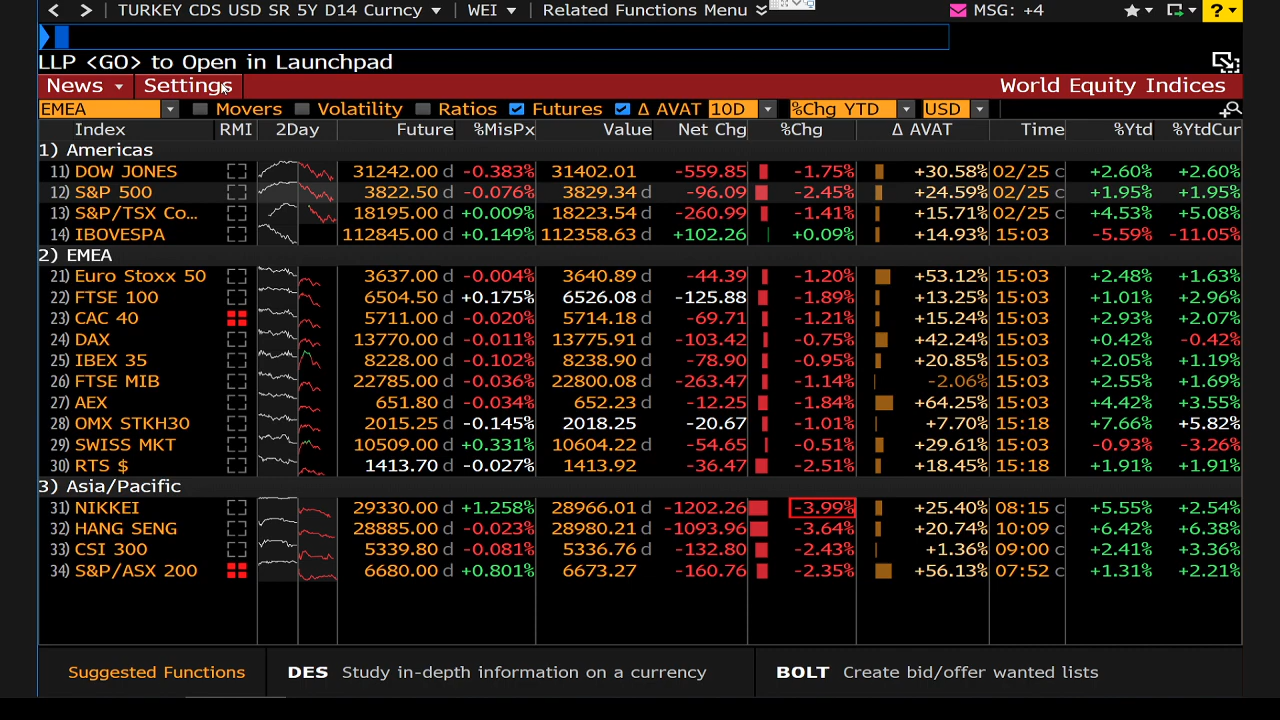 < > TURKEY CDS USD SR 5Y D14 Curncy WEI Related Functions Menu MSG: +4 ?
LLP <GO> to Open in Launchpad
News Settings World Equity Indices
EMEA Movers Volatility Ratios Futures Δ AVAT 10D %Chg YTD USD
Index RMI 2Day Future %MisPx Value Net Chg %Chg Δ AVAT Time %Ytd %YtdCur
1) Americas
11) DOW JONES 31242.00 d -0.383% 31402.01 -559.85 -1.75% +30.58% 02/25 c +2.60% +2.60%
12) S&P 500 3822.50 d -0.076% 3829.34 d -96.09 -2.45% +24.59% 02/25 c +1.95% +1.95%
13) S&P/TSX Co... 18195.00 d +0.009% 18223.54 d -260.99 -1.41% +15.71% 02/25 c +4.53% +5.08%
14) IBOVESPA 112845.00 d +0.149% 112358.63 d +102.26 +0.09% +14.93% 15:03 -5.59% -11.05%
2) EMEA
21) Euro Stoxx 50 3637.00 d -0.004% 3640.89 d -44.39 -1.20% +53.12% 15:03 +2.48% +1.63%
22) FTSE 100 6504.50 d +0.175% 6526.08 d -125.88 -1.89% +13.25% 15:03 +1.01% +2.96%
23) CAC 40 5711.00 d -0.020% 5714.18 d -69.71 -1.21% +15.24% 15:03 +2.93% +2.07%
24) DAX 13770.00 d -0.011% 13775.91 d -103.42 -0.75% +42.24% 15:03 +0.42% -0.42%
25) IBEX 35 8228.00 d -0.102% 8238.90 d -78.90 -0.95% +20.85% 15:03 +2.05% +1.19%
26) FTSE MIB 22785.00 d -0.036% 22800.08 d -263.47 -1.14% -2.06% 15:03 +2.55% +1.69%
27) AEX 651.80 d -0.034% 652.23 d -12.25 -1.84% +64.25% 15:03 +4.42% +3.55%
28) OMX STKH30 2015.25 d -0.145% 2018.25 -20.67 -1.01% +7.70% 15:18 +7.66% +5.82%
29) SWISS MKT 10509.00 d +0.331% 10604.22 d -54.65 -0.51% +29.61% 15:03 -0.93% -3.26%
30) RTS $ 1413.70 d -0.027% 1413.92 -36.47 -2.51% +18.45% 15:18 +1.91% +1.91%
3) Asia/Pacific
31) NIKKEI 29330.00 d +1.258% 28966.01 d -1202.26 -3.99% +25.40% 08:15 c +5.55% +2.54%
32) HANG SENG 28885.00 d -0.023% 28980.21 d -1093.96 -3.64% +20.74% 10:09 c +6.42% +6.38%
33) CSI 300 5339.80 d -0.081% 5336.76 d -132.80 -2.43% +1.36% 09:00 c +2.41% +3.36%
34) S&P/ASX 200 6680.00 d +0.801% 6673.27 -160.76 -2.35% +56.13% 07:52 c +1.31% +2.21%
Suggested Functions DES Study in-depth information on a currency BOLT Create bid/offer wanted lists